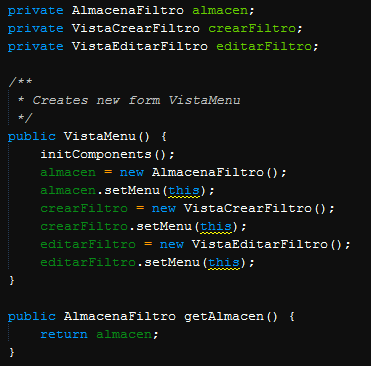 private AlmacenaFiltro almacen;
private VistaCrearFiltro crearFiltro;
private VistaEditarFiltro editarFiltro;
/**
 * Creates new form VistaMenu
 */
public VistaMenu() {
    initComponents();
    almacen = new AlmacenaFiltro();
    almacen.setMenu(this);
    crearFiltro = new VistaCrearFiltro();
    crearFiltro.setMenu(this);
    editarFiltro = new VistaEditarFiltro();
    editarFiltro.setMenu(this);
}
public AlmacenaFiltro getAlmacen() {
    return almacen;
}